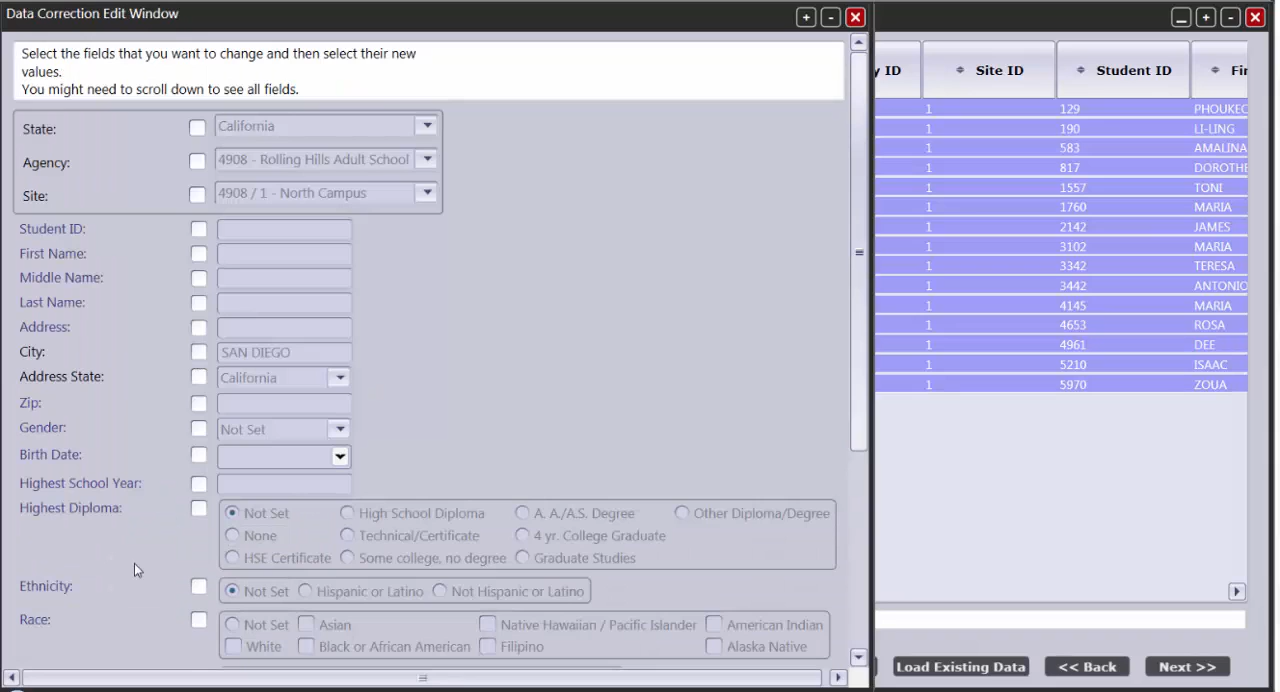 Data Correction Edit Window
+ -
Select the fields that you want to change and then select their new
values.
You might need to scroll down to see all fields.
State: California
Agency: 4908 - Rolling Hills Adult School
Site: 4908 / 1 - North Campus
Student ID:
First Name:
Middle Name:
Last Name:
Address:
City: SAN DIEGO
Address State: California
Zip:
Gender: Not Set
Birth Date:
Highest School Year:
Highest Diploma: Not Set High School Diploma A. A./A.S. Degree Other Diploma/Degree
None Technical/Certificate 4 yr. College Graduate
HSE Certificate Some college, no degree Graduate Studies
Ethnicity: Not Set Hispanic or Latino Not Hispanic or Latino
Race: Not Set Asian Native Hawaiian / Pacific Islander American Indian
White Black or African American Filipino Alaska Native
y ID Site ID Student ID Fir
1 129 PHOUKEC
1 190 LI-LING
1 583 AMALINA
1 817 DOROTHE
1 1557 TONI
1 1760 MARIA
1 2142 JAMES
1 3102 MARIA
1 3342 TERESA
1 3442 ANTONIO
1 4145 MARIA
1 4653 ROSA
1 4961 DEE
1 5210 ISAAC
1 5970 ZOUA
Load Existing Data << Back Next >>